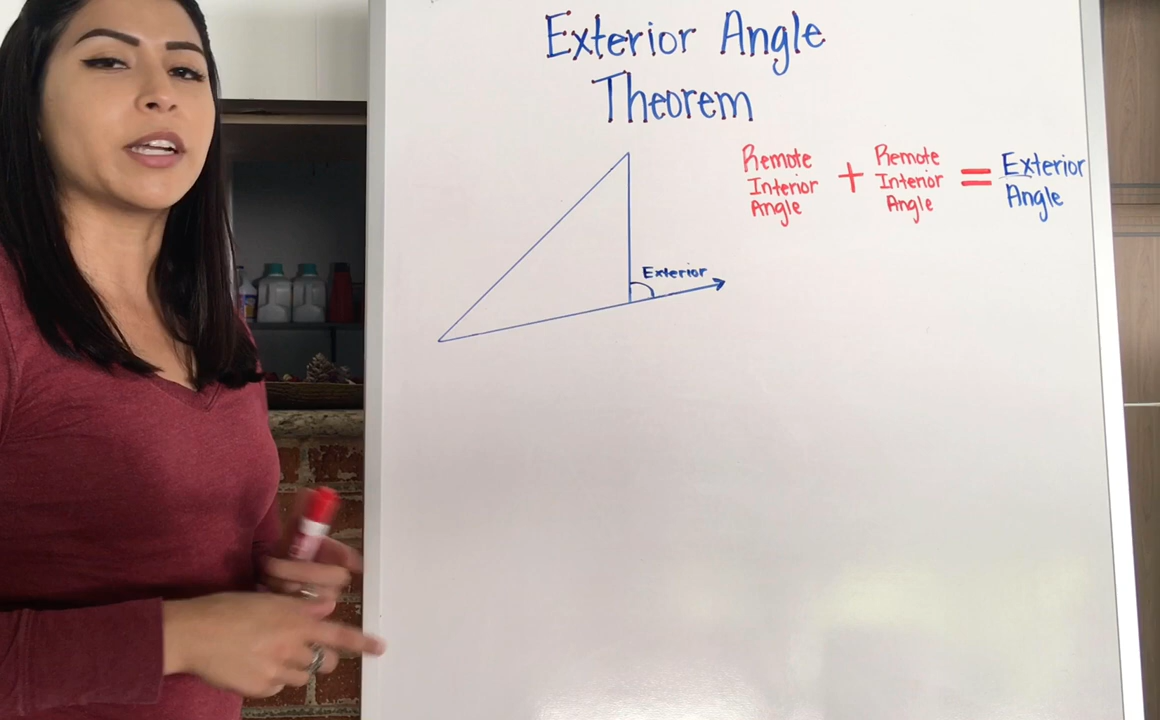 Exterior Angle
Theorem
Remote
Interior
Angle
+
Remote
Interior
Angle
=
Exterior
Angle
Exterior